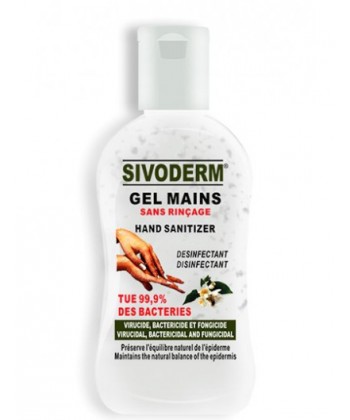 SIVODERM®
GEL MAINS
SANS RINÇAGE
HAND SANITIZER
DESINFECTANT
DISINFECTANT
TUE 99,9%
DES BACTERIES
VIRUCIDE, BACTERICIDE ET FONGICIDE
VIRUCIDAL, BACTERICIDAL AND FUNGICIDAL
Préserve l'équilibre naturel de l'épiderme
Maintains the natural balance of the epidermis